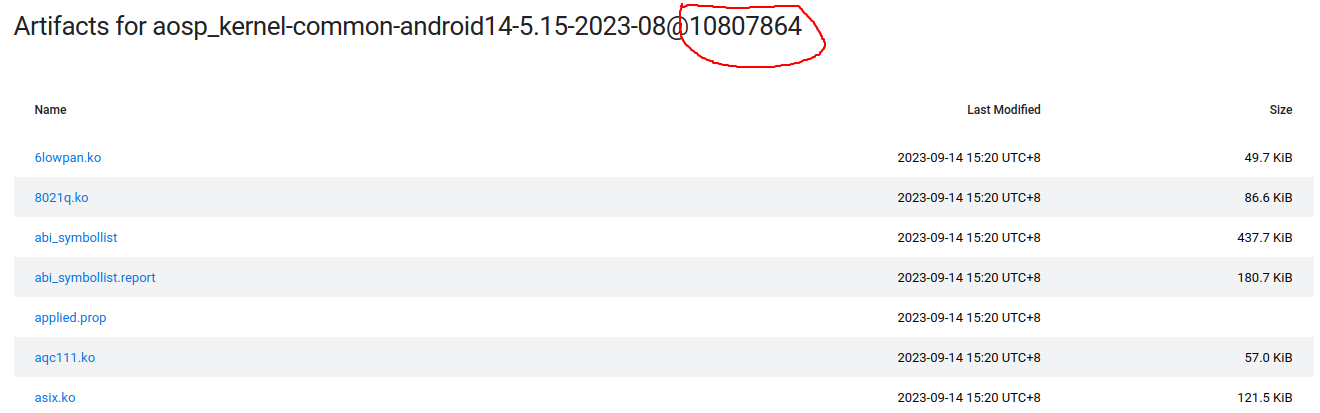 Artifacts for aosp_kernel-common-android14-5.15-2023-08@10807864
Name Last Modified Size
6lowpan.ko 2023-09-14 15:20 UTC+8 49.7 KiB
8021q.ko 2023-09-14 15:20 UTC+8 86.6 KiB
abi_symbollist 2023-09-14 15:20 UTC+8 437.7 KiB
abi_symbollist.report 2023-09-14 15:20 UTC+8 180.7 KiB
applied.prop 2023-09-14 15:20 UTC+8
aqc111.ko 2023-09-14 15:20 UTC+8 57.0 KiB
asix.ko 2023-09-14 15:20 UTC+8 121.5 KiB